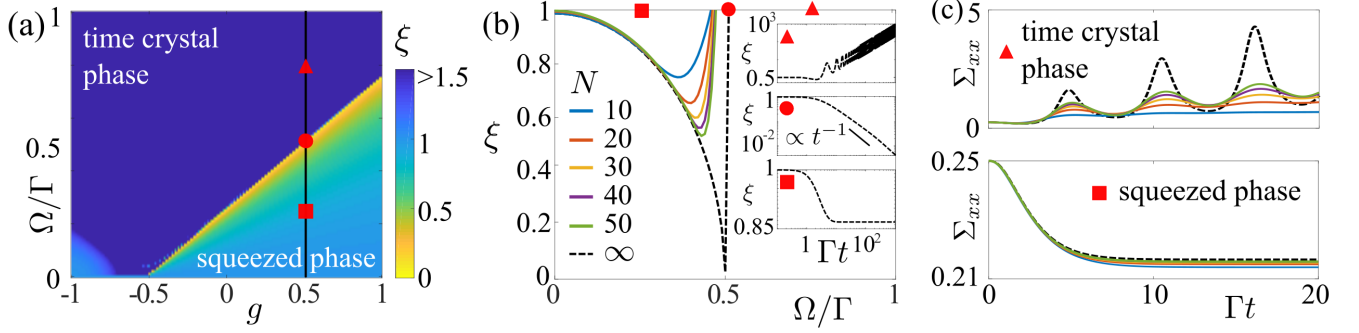 (a)
time crystal
phase
squeezed phase
Ω/Γ
1
0.5
0
-1
-0.5
0
0.5
1
g
ξ
>1.5
1
0.5
0
(b)
ξ
1
0.8
0.6
0.4
0.2
0
N
10
20
30
40
50
∞
0
0.5
1
Ω/Γ
10³
ξ
0.5
1
ξ
10⁻²
∝ t⁻¹
1
ξ
0.85
1
Γt
10²
(c)
5
Σxx
0
time crystal
phase
0
20
0.25
Σxx
0.21
squeezed phase
0
10
20
Γt